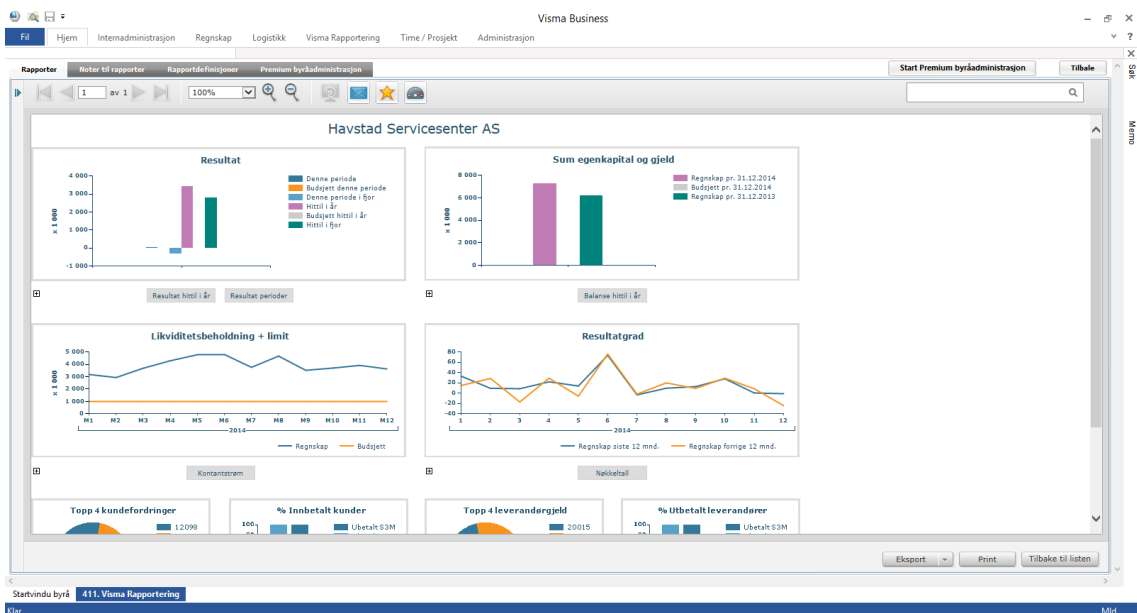 Visma Business
Fil Hjem Internadministrasjon Regnskap Logistikk Visma Rapportering Time / Prosjekt Administrasjon
Rapporter Noter til rapporter Rapportdefinisjoner Premium byråadministrasjon Start Premium byråadministrasjon Tilbake
Søk
Memo
1 av 1 100%
Havstad Servicesenter AS
Resultat
x 1 000
4 000
3 000
2 000
1 000
0
-1 000
Denne periode
Budsjett denne periode
Denne periode i fjor
Hittil i år
Budsjett hittil i år
Hittil i fjor
Resultat hittil i år Resultat perioder
Sum egenkapital og gjeld
x 1 000
8 000
6 000
4 000
2 000
0
Regnskap pr. 31.12.2014
Budsjett pr. 31.12.2014
Regnskap pr. 31.12.2013
Balanse hittil i år
Likviditetsbeholdning + limit
x 1 000
5 000
4 000
3 000
2 000
1 000
0
M1 M2 M3 M4 M5 M6 M7 M8 M9 M10 M11 M12
2014
Regnskap Budsjett
Kontantstrøm
Resultatgrad
80
60
40
20
0
-20
-40
1 2 3 4 5 6 7 8 9 10 11 12
2014
Regnskap siste 12 mnd. Regnskap forrige 12 mnd.
Nøkkeltall
Topp 4 kundefordringer
12098
% Innbetalt kunder
100
Ubetalt S3M
Topp 4 leverandørgjeld
20015
% Utbetalt leverandører
100
Ubetalt S3M
Eksport Print Tilbake til listen
Startvindu byrå 411. Visma Rapportering
Klar Mld